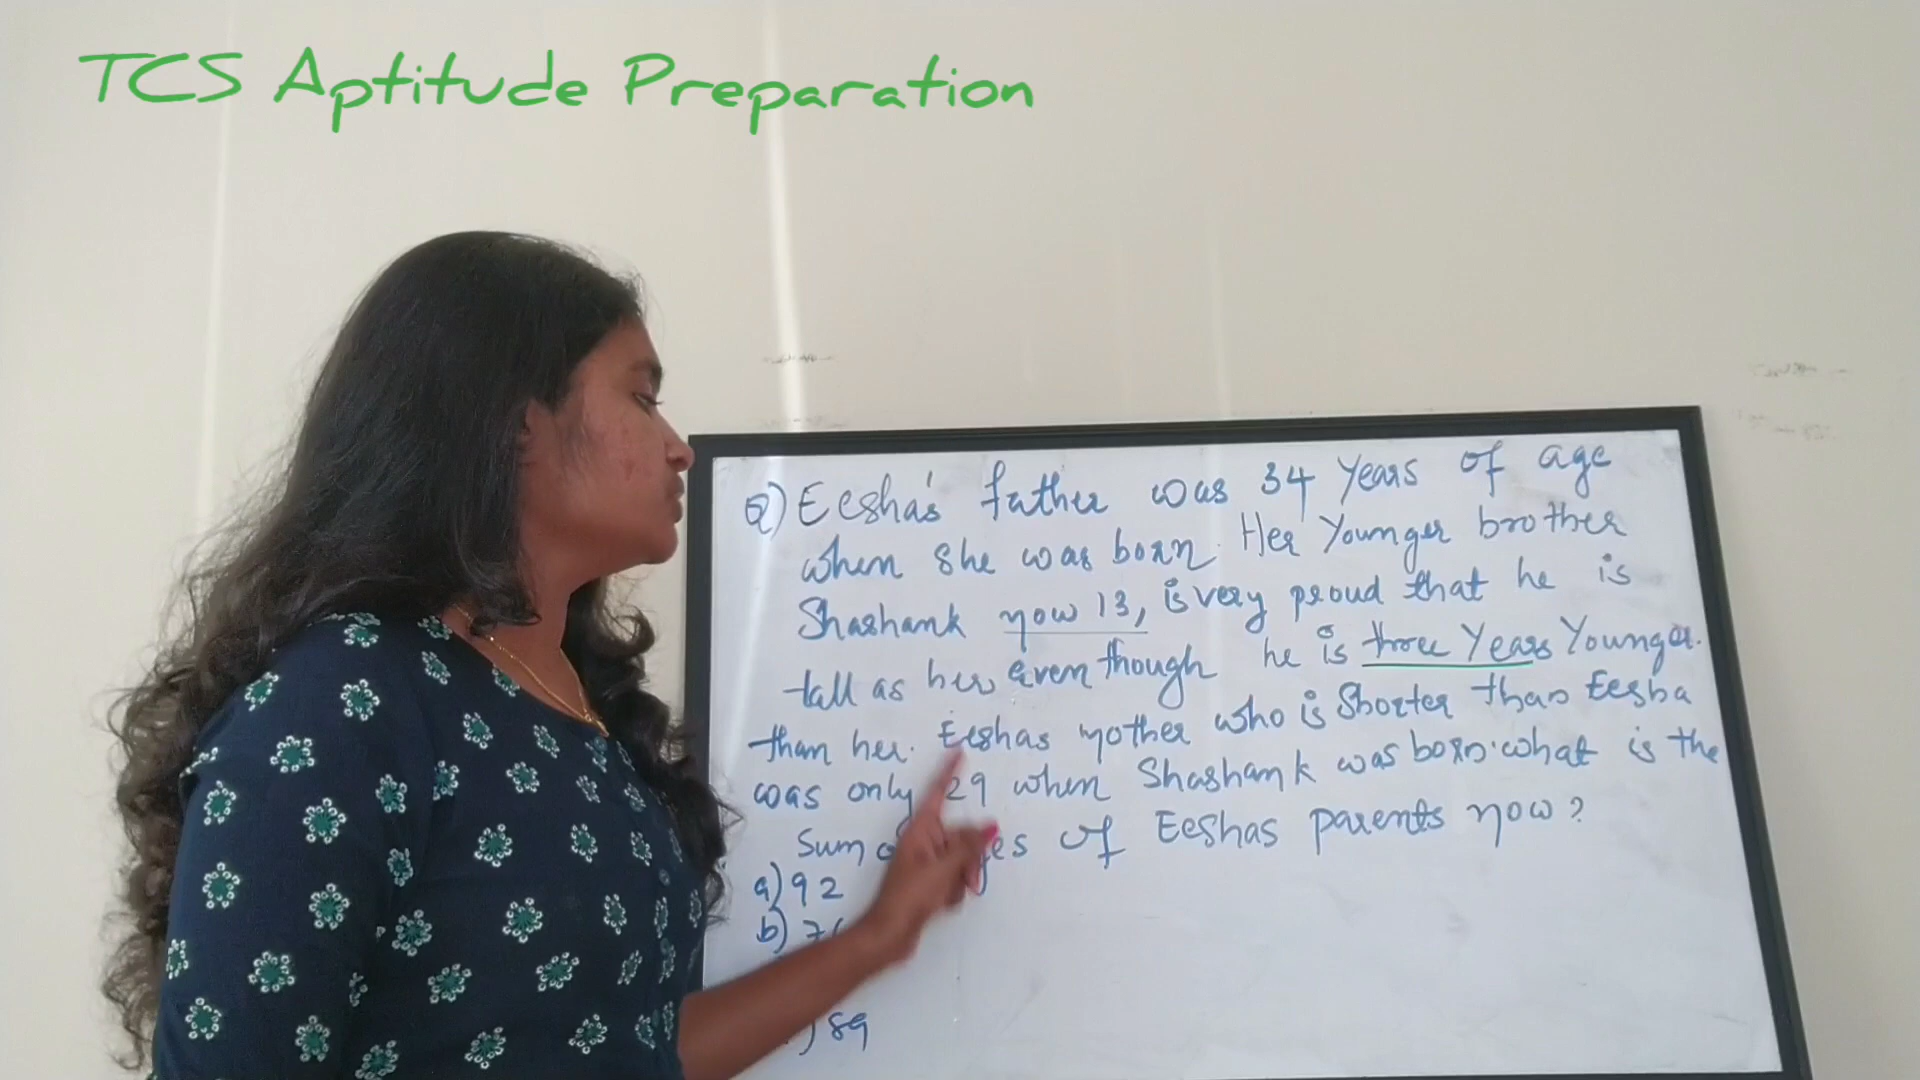 TCS Aptitude Preparation
Q) Eesha's father was 34 years of age
when she was born. Her Younger brother
Shashank now 13, is very proud that he is
tall as her even though he is three Years Younger.
than her. Eeshas mother who is Shorter than Eesha
was only 29 when Shashank was born. what is the
Sum of Eeshas parents now?
a) 92
b)
) 89